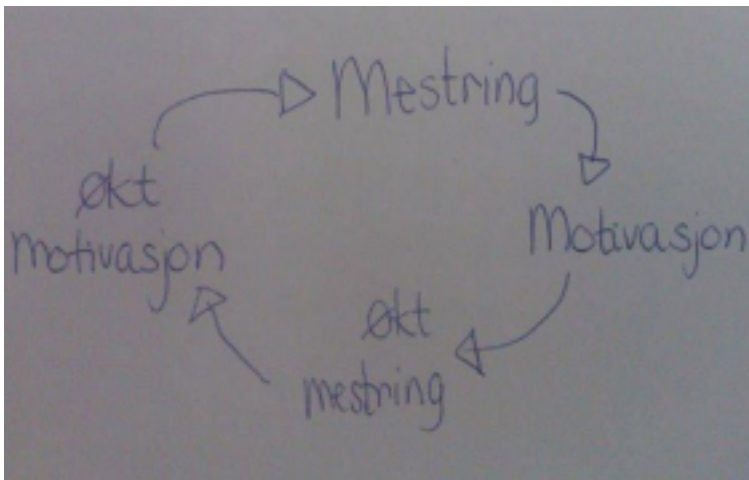 Mestring
Motivasjon
Økt
mestring
Økt
motivasjon